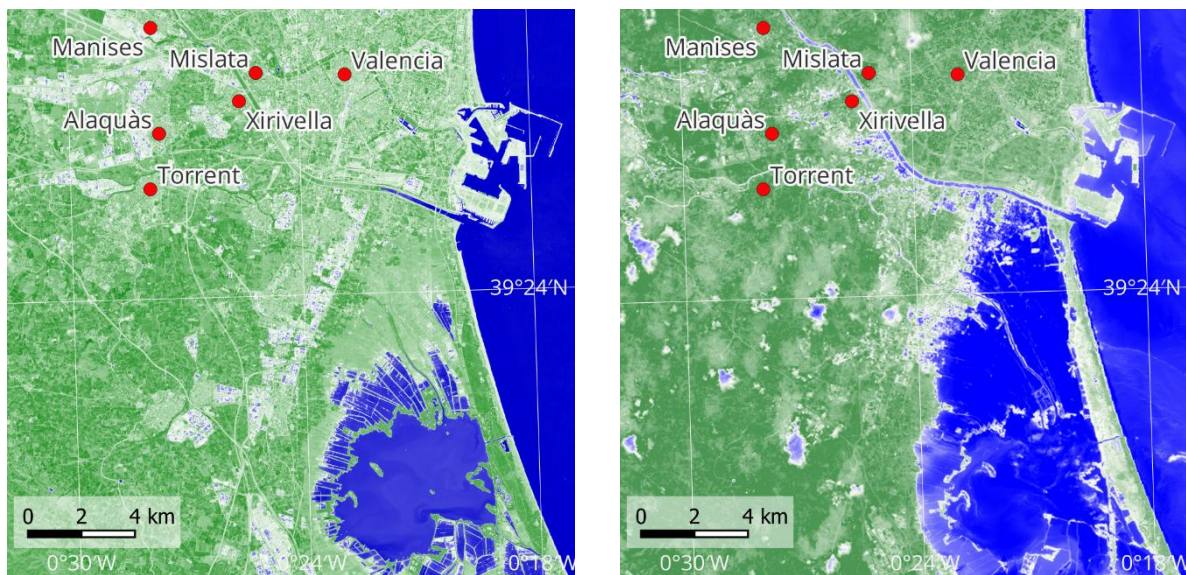 Manises
Mislata
Valencia
Alaquàs
Xirivella
Torrent
39°24′N
0 2 4 km
0°30′W
0°24′W
0°18′W
Manises
Mislata
Valencia
Alaquàs
Xirivella
Torrent
39°24′N
0 2 4 km
0°30′W
0°24′W
0°18′W